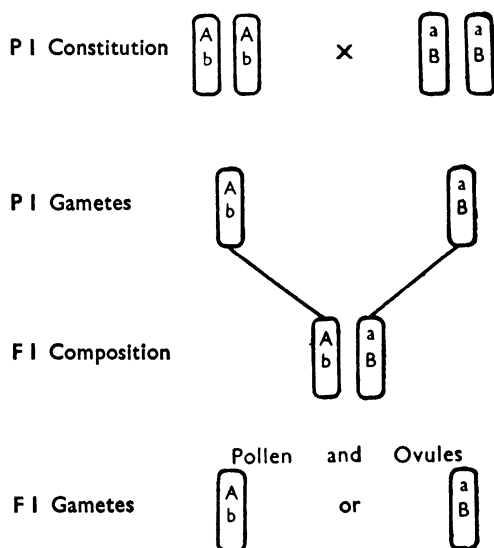 A A a a
P I Constitution b b × B B
A a
P I Gametes b B
A a
F I Composition b B
Pollen and Ovules
A a
F I Gametes b or B